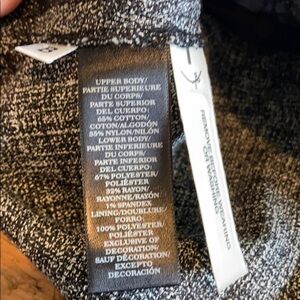 UPPER BODY/
PARTIE SUPERIEURE
DU CORPS/
PARTE SUPERIOR
DEL CUERPO:
65% COTTON/
COTON/ALGODÓN
35% NYLON/NILÓN
LOWER BODY/
PARTIE INFERIEURE
DU CORPS/
PARTE INFERIOR
DEL CUERPO:
67% POLYESTER/
POLIÉSTER
32% RAYON/
RAYONNE/RAYÓN
1% SPANDEX
LINING/DOUBLURE/
FORRO:
100% POLYESTER/
POLIÉSTER
EXCLUSIVE OF
DECORATION/
EXCEPTO
DECORACIÓN